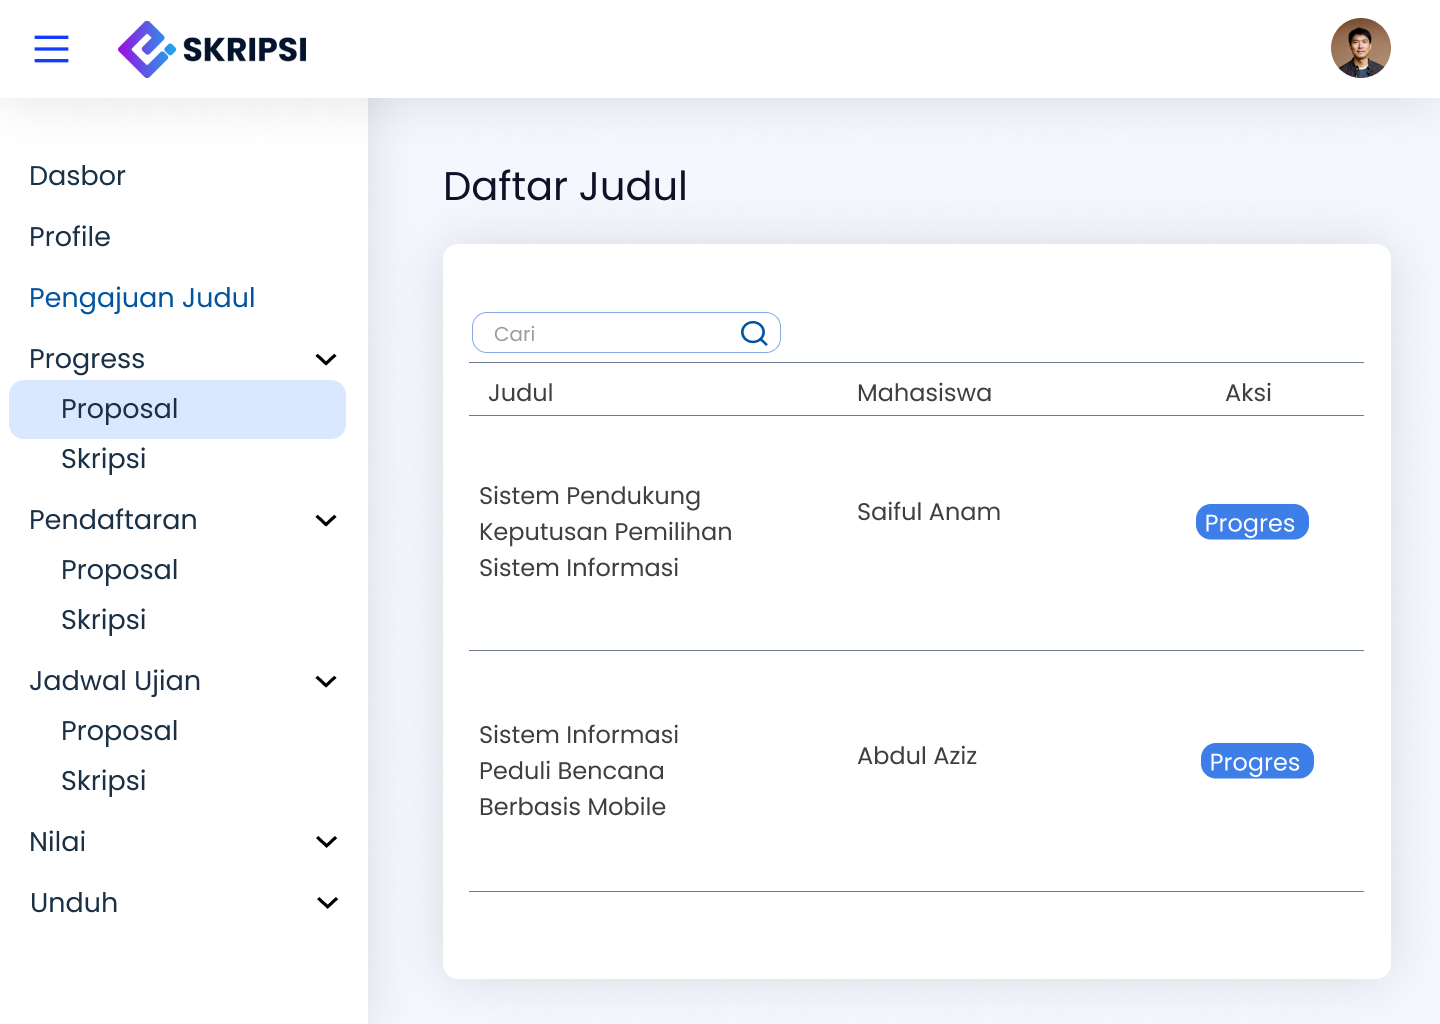 SKRIPSI
Dasbor
Profile
Pengajuan Judul
Progress
Proposal
Skripsi
Pendaftaran
Proposal
Skripsi
Jadwal Ujian
Proposal
Skripsi
Nilai
Unduh
Daftar Judul
Cari
Judul Mahasiswa Aksi
Sistem Pendukung
Keputusan Pemilihan
Sistem Informasi
Saiful Anam
Progres
Sistem Informasi
Peduli Bencana
Berbasis Mobile
Abdul Aziz
Progres